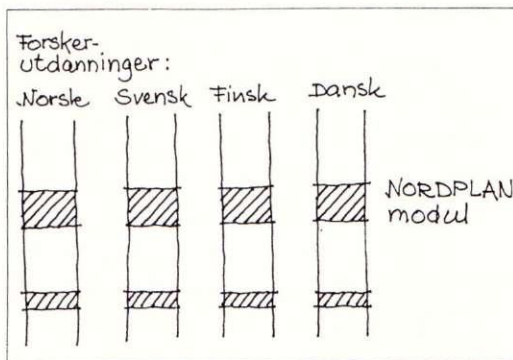 Forsker-
utdanninger:
Norsk Svensk Finsk Dansk
NORDPLAN
modul